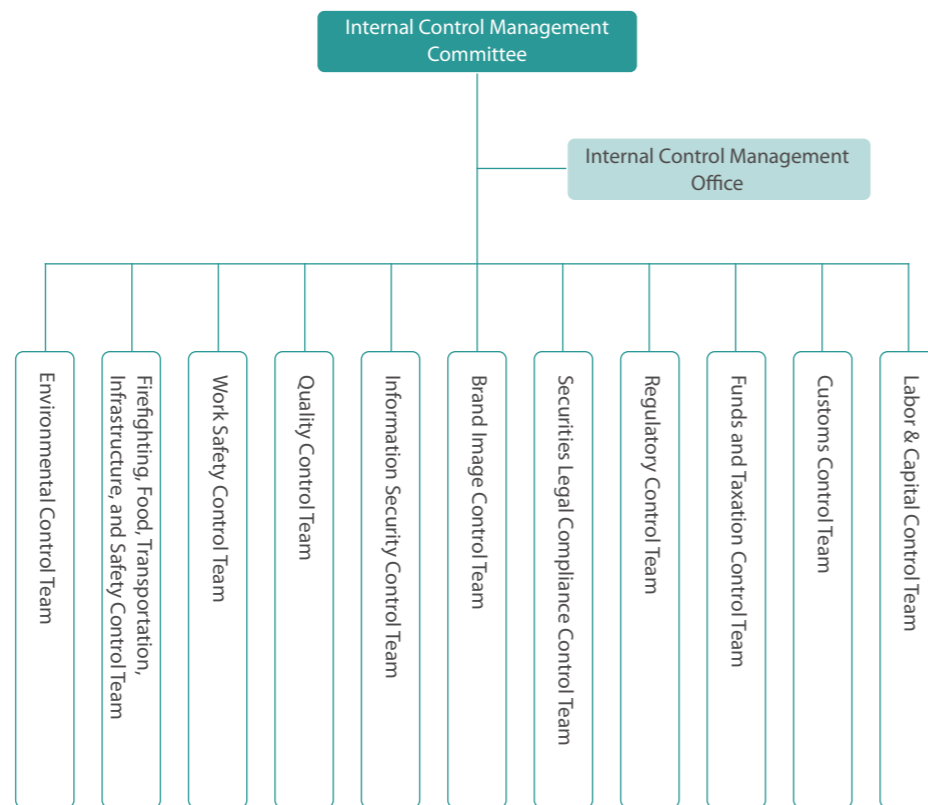 Internal Control Management
Committee
Internal Control Management
Office
Environmental Control Team
Firefighting, Food, Transportation,
Infrastructure, and Safety Control Team
Work Safety Control Team
Quality Control Team
Information Security Control Team
Brand Image Control Team
Securities Legal Compliance Control Team
Regulatory Control Team
Funds and Taxation Control Team
Customs Control Team
Labor & Capital Control Team